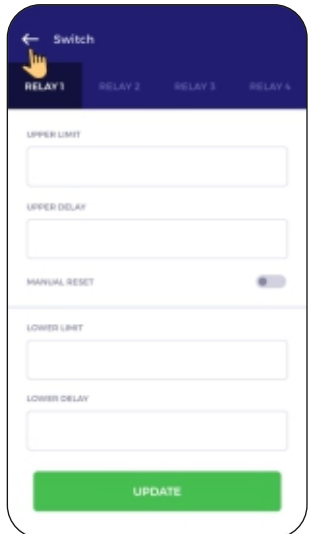 Switch
RELAY 1 RELAY 2 RELAY 3 RELAY 4
UPPER LIMIT
UPPER DELAY
MANUAL RESET
LOWER LIMIT
LOWER DELAY
UPDATE